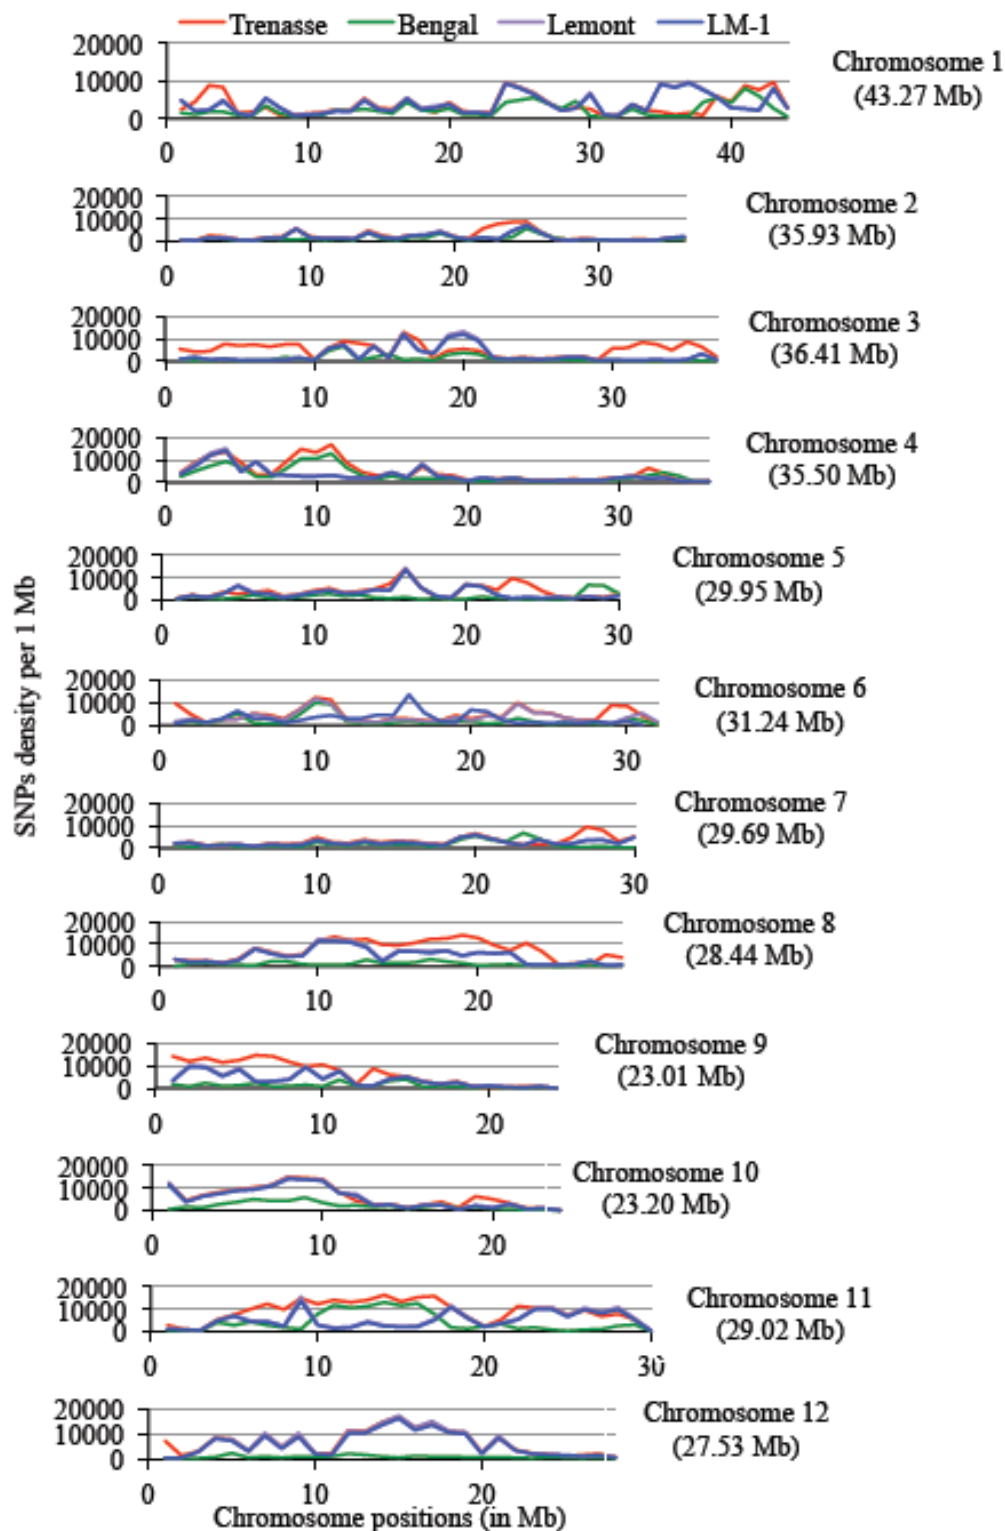 Trenasse Bengal Lemont LM-1
20000
10000
0
0 10 20 30 40
Chromosome 1
(43.27 Mb)
20000
10000
0
10 20 30
Chromosome 2
(35.93 Mb)
20000
10000
0
0 10 20 30
Chromosome 3
(36.41 Mb)
20000
10000
0
0 10 20 30
Chromosome 4
(35.50 Mb)
20000
10000
0
0 10 20 30
Chromosome 5
(29.95 Mb)
SNPs density per 1 Mb
20000
10000
0
0 10 20 30
Chromosome 6
(31.24 Mb)
20000
10000
0
0 10 20 30
Chromosome 7
(29.69 Mb)
20000
10000
0
0 10 20
Chromosome 8
(28.44 Mb)
20000
10000
0
0 10 20
Chromosome 9
(23.01 Mb)
20000
10000
0
0 10 20
Chromosome 10
(23.20 Mb)
20000
10000
0
0 10 20 30
Chromosome 11
(29.02 Mb)
20000
10000
0
0 10 20
Chromosome 12
(27.53 Mb)
Chromosome positions (in Mb)